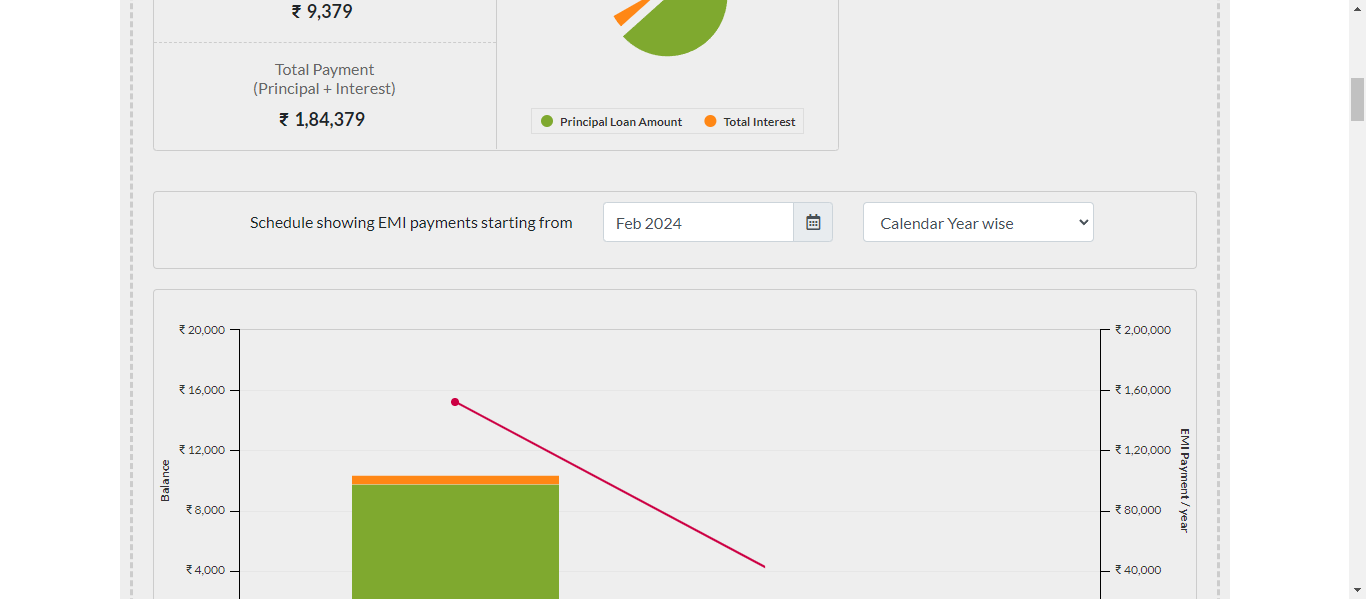 ₹ 9,379
Total Payment
(Principal + Interest)
₹ 1,84,379
Principal Loan Amount
Total Interest
Schedule showing EMI payments starting from
Feb 2024
Calendar Year wise
₹ 20,000
₹ 16,000
₹ 12,000
₹ 8,000
₹ 4,000
Balance
₹ 2,00,000
₹ 1,60,000
₹ 1,20,000
₹ 80,000
₹ 40,000
EMI Payment / year